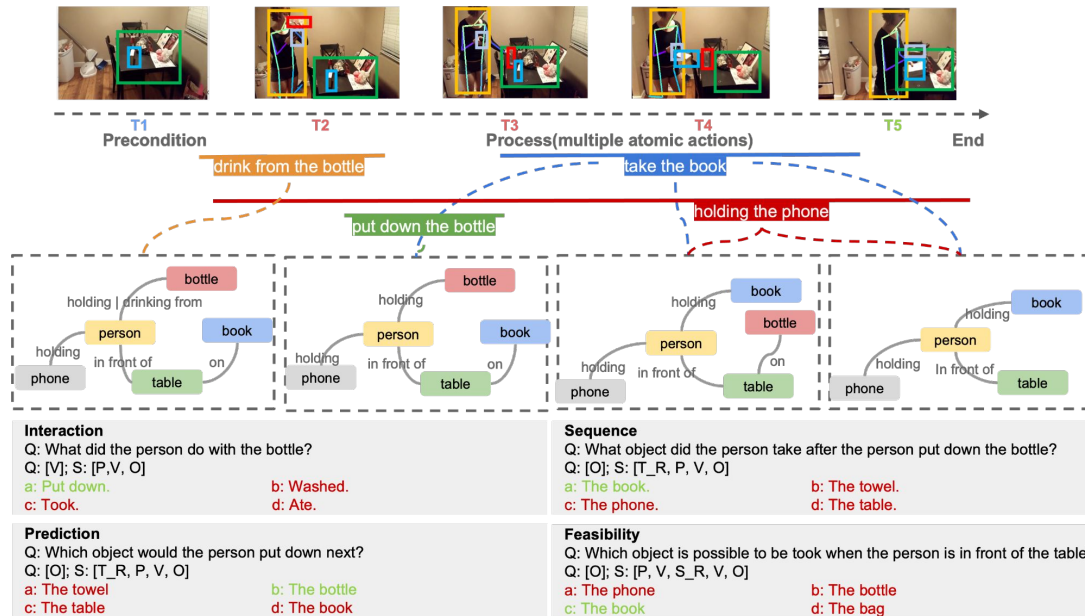 T1 T2 T3 T4 T5
Precondition Process(multiple atomic actions) End
drink from the bottle take the book
holding the phone
put down the bottle
bottle
holding | drinking from
person book
holding in front of on
phone table
bottle
holding
person book
holding in front of on
phone table
book
holding
bottle
person
holding in front of on
phone table
book
holding
person
holding In front of
phone table
Interaction
Q: What did the person do with the bottle?
Q: [V]; S: [P,V, O]
a: Put down. b: Washed.
c: Took. d: Ate.
Sequence
Q: What object did the person take after the person put down the bottle?
Q: [O]; S: [T_R, P, V, O]
a: The book. b: The towel.
c: The phone. d: The table.
Prediction
Q: Which object would the person put down next?
Q: [O]; S: [T_R, P, V, O]
a: The towel b: The bottle
c: The table d: The book
Feasibility
Q: Which object is possible to be took when the person is in front of the table
Q: [O]; S: [P, V, S_R, V, O]
a: The phone b: The bottle
c: The book d: The bag